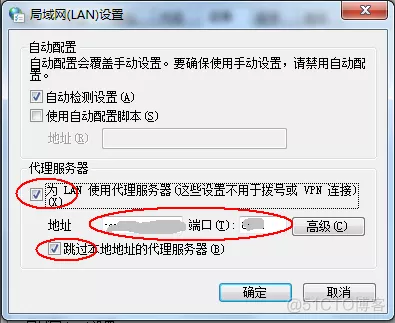 局域网(LAN)设置
自动配置
自动配置会覆盖手动设置。要确保使用手动设置，请禁用自动配置。
自动检测设置(A)
使用自动配置脚本(S)
地址(R)
代理服务器
为 LAN 使用代理服务器(这些设置不用于拨号或 VPN 连接)
(X)
地址 端口(T): 高级(C)
跳过本地地址的代理服务器(B)
确定 取消
@51CTO博客